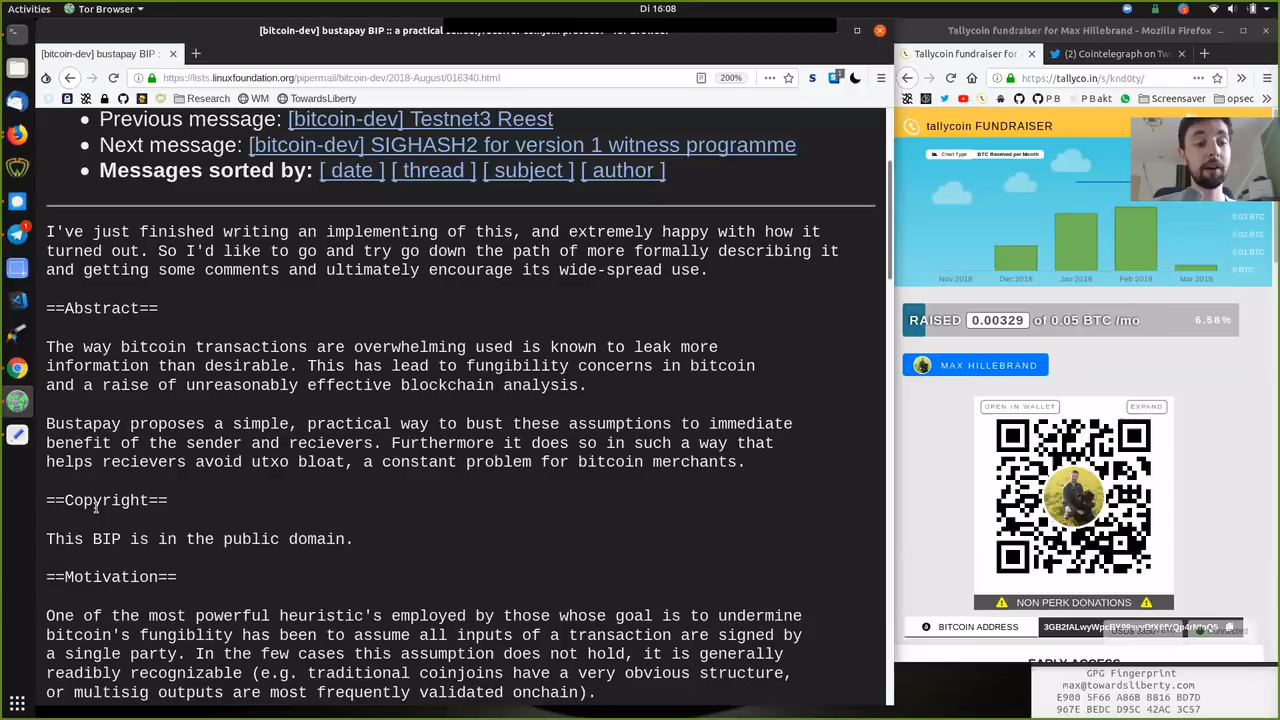 Activities
Tor Browser
Di 16:08
[bitcoin-dev] bustapay BIP :: a practical
Tor Browser
Tallycoin fundraiser for Max Hillebrand - Mozilla Firefox
[bitcoin-dev] bustapay BIP :
Tallycoin fundraiser for
(2) Cointelegraph on Tw
https://lists.linuxfoundation.org/pipermail/bitcoin-dev/2018-August/016340.html
200%
https://tallyco.in/s/knd0ty/
Research
WM
TowardsLiberty
P B
P B akt
Screensaver
opsec
Previous message: [bitcoin-dev] Testnet3 Reest
Next message: [bitcoin-dev] SIGHASH2 for version 1 witness programme
Messages sorted by: [ date ] [ thread ] [ subject ] [ author ]
I've just finished writing an implementing of this, and extremely happy with how it
turned out. So I'd like to go and try go down the path of more formally describing it
and getting some comments and ultimately encourage its wide-spread use.
==Abstract==
The way bitcoin transactions are overwhelming used is known to leak more
information than desirable. This has lead to fungibility concerns in bitcoin
and a raise of unreasonably effective blockchain analysis.
Bustapay proposes a simple, practical way to bust these assumptions to immediate
benefit of the sender and recievers. Furthermore it does so in such a way that
helps recievers avoid utxo bloat, a constant problem for bitcoin merchants.
==Copyright==
This BIP is in the public domain.
==Motivation==
One of the most powerful heuristic's employed by those whose goal is to undermine
bitcoin's fungiblity has been to assume all inputs of a transaction are signed by
a single party. In the few cases this assumption does not hold, it is generally
readibly recognizable (e.g. traditional coinjoins have a very obvious structure,
or multisig outputs are most frequently validated onchain).
tallycoin FUNDRAISER
Chart Type
BTC Received per Month
0.03 BTC
0.02 BTC
0.01 BTC
0 BTC
Nov 2018
Dec 2018
Jan 2019
Feb 2019
Mar 2019
RAISED 0.00329 of 0.05 BTC /mo
6.58%
MAX HILLEBRAND
OPEN IN WALLET
EXPAND
NON PERK DONATIONS
BITCOIN ADDRESS
Connected
EARLY ACCESS
GPG Fingerprint
max@towardsliberty.com
E900 5F66 A86B B816 BD7D
967E BEDC D95C 42AC 3C57